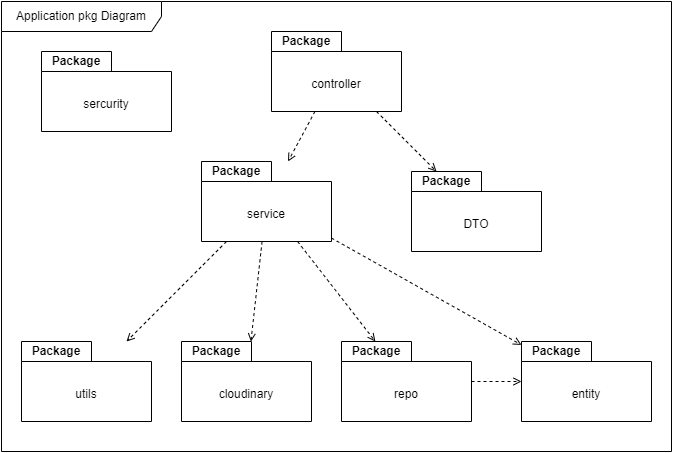 Application pkg Diagram
Package
sercurity
Package
controller
Package
service
Package
DTO
Package
utils
Package
cloudinary
Package
repo
Package
entity